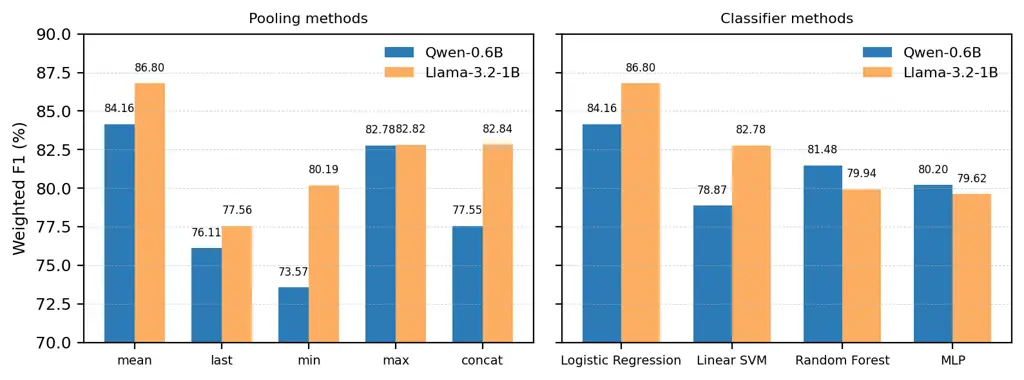 Pooling methods
Weighted F1 (%)
90.0
87.5
85.0
82.5
80.0
77.5
75.0
72.5
70.0
Qwen-0.6B
Llama-3.2-1B
84.16
86.80
76.11
77.56
73.57
80.19
82.78
82.82
77.55
82.84
mean
last
min
max
concat
Classifier methods
Qwen-0.6B
Llama-3.2-1B
84.16
86.80
78.87
82.78
81.48
79.94
80.20
79.62
Logistic Regression
Linear SVM
Random Forest
MLP